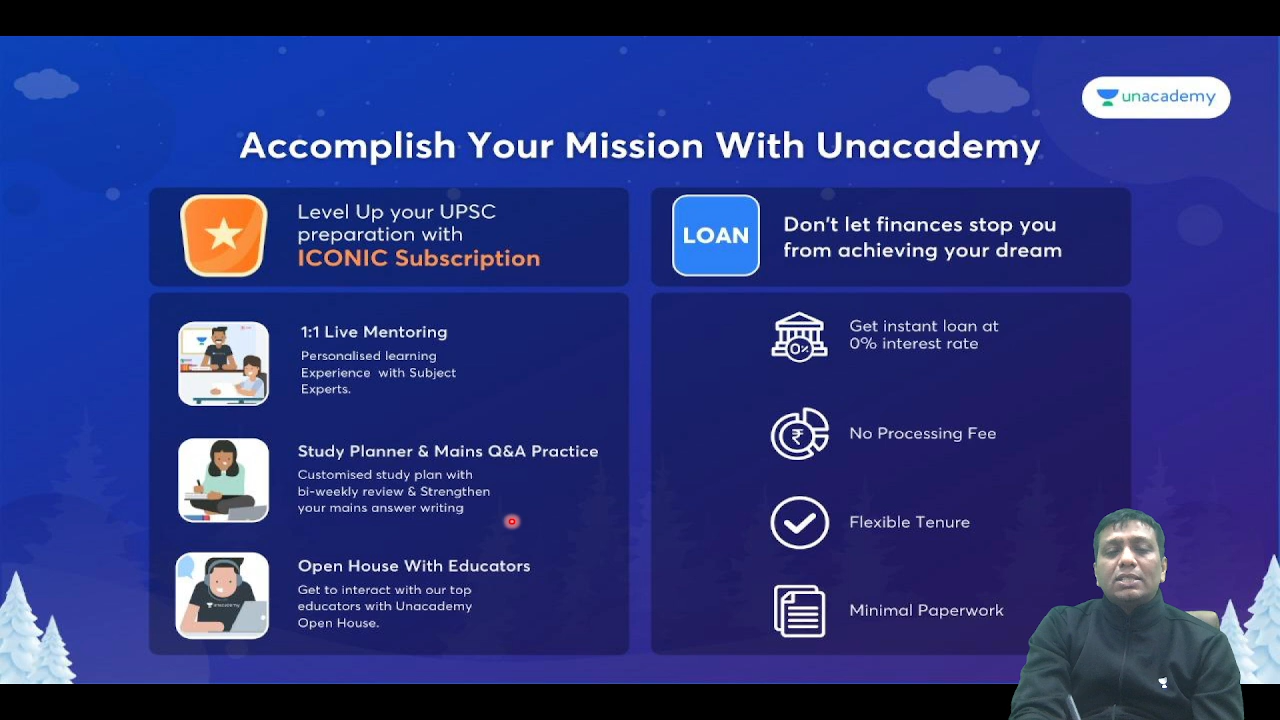 unacademy
Accomplish Your Mission With Unacademy
Level Up your UPSC
preparation with
ICONIC Subscription
1:1 Live Mentoring
Personalised learning
Experience with Subject
Experts.
Study Planner & Mains Q&A Practice
Customised study plan with
bi-weekly review & Strengthen
your mains answer writing
unacademy
Open House With Educators
Get to interact with our top
educators with Unacademy
Open House.
LOAN
Don't let finances stop you
from achieving your dream
0%
Get instant loan at
0% interest rate
₹
No Processing Fee
Flexible Tenure
Minimal Paperwork